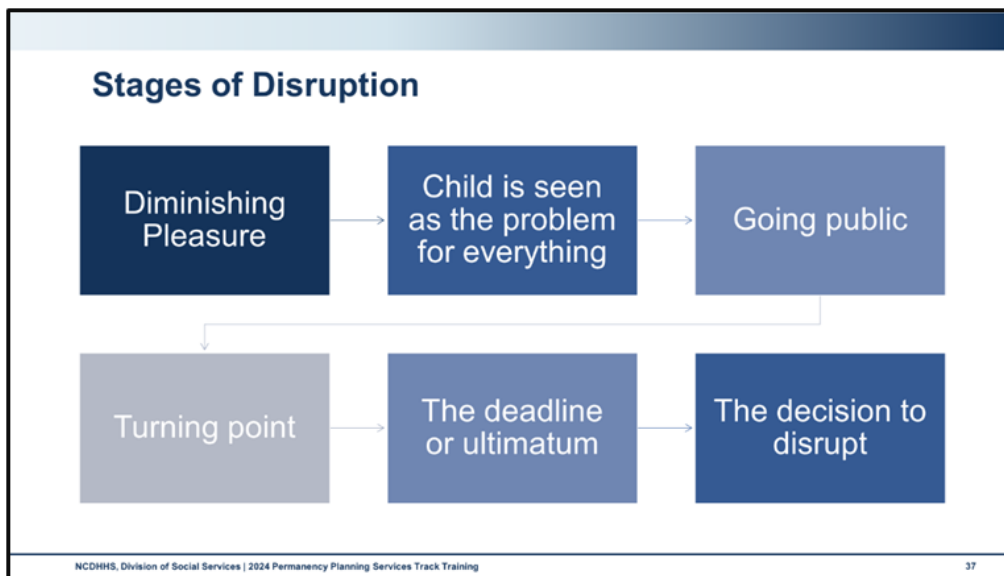 Stages of Disruption
Diminishing
Pleasure
Child is seen
as the problem
for everything
Going public
Turning point
The deadline
or ultimatum
The decision to
disrupt
NCDHHS, Division of Social Services | 2024 Permanency Planning Services Track Training
37